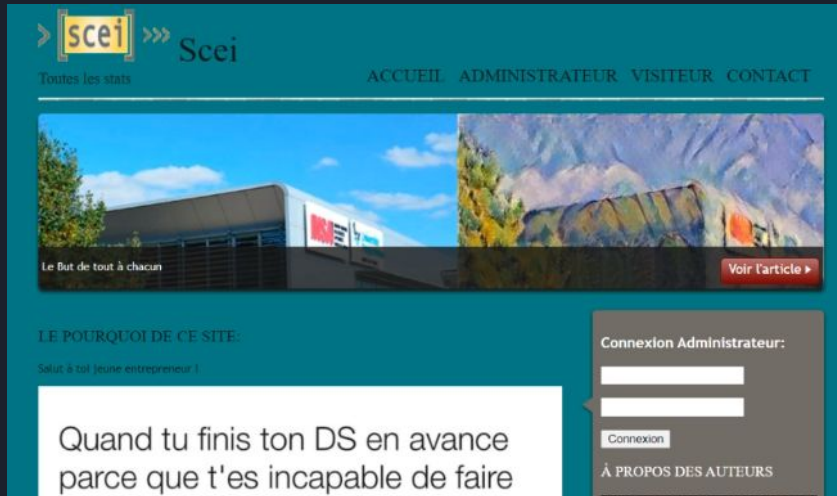 > [scei] >>> Scei
Toutes les stats
ACCUEIL ADMINISTRATEUR VISITEUR CONTACT
INSA
Le But de tout à chacun
Voir l'article ▸
LE POURQUOI DE CE SITE:
Salut à toi jeune entrepreneur !
Quand tu finis ton DS en avance
parce que t'es incapable de faire
Connexion Administrateur:
Connexion
À PROPOS DES AUTEURS